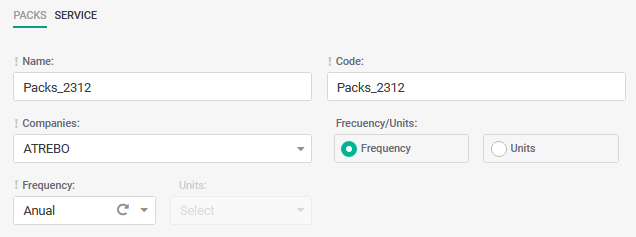 PACKS SERVICE
! Name: ! Code:
Packs_2312 Packs_2312
! Companies: Frecuency/Units:
ATREBO Frequency Units
! Frequency: Units:
Anual Select